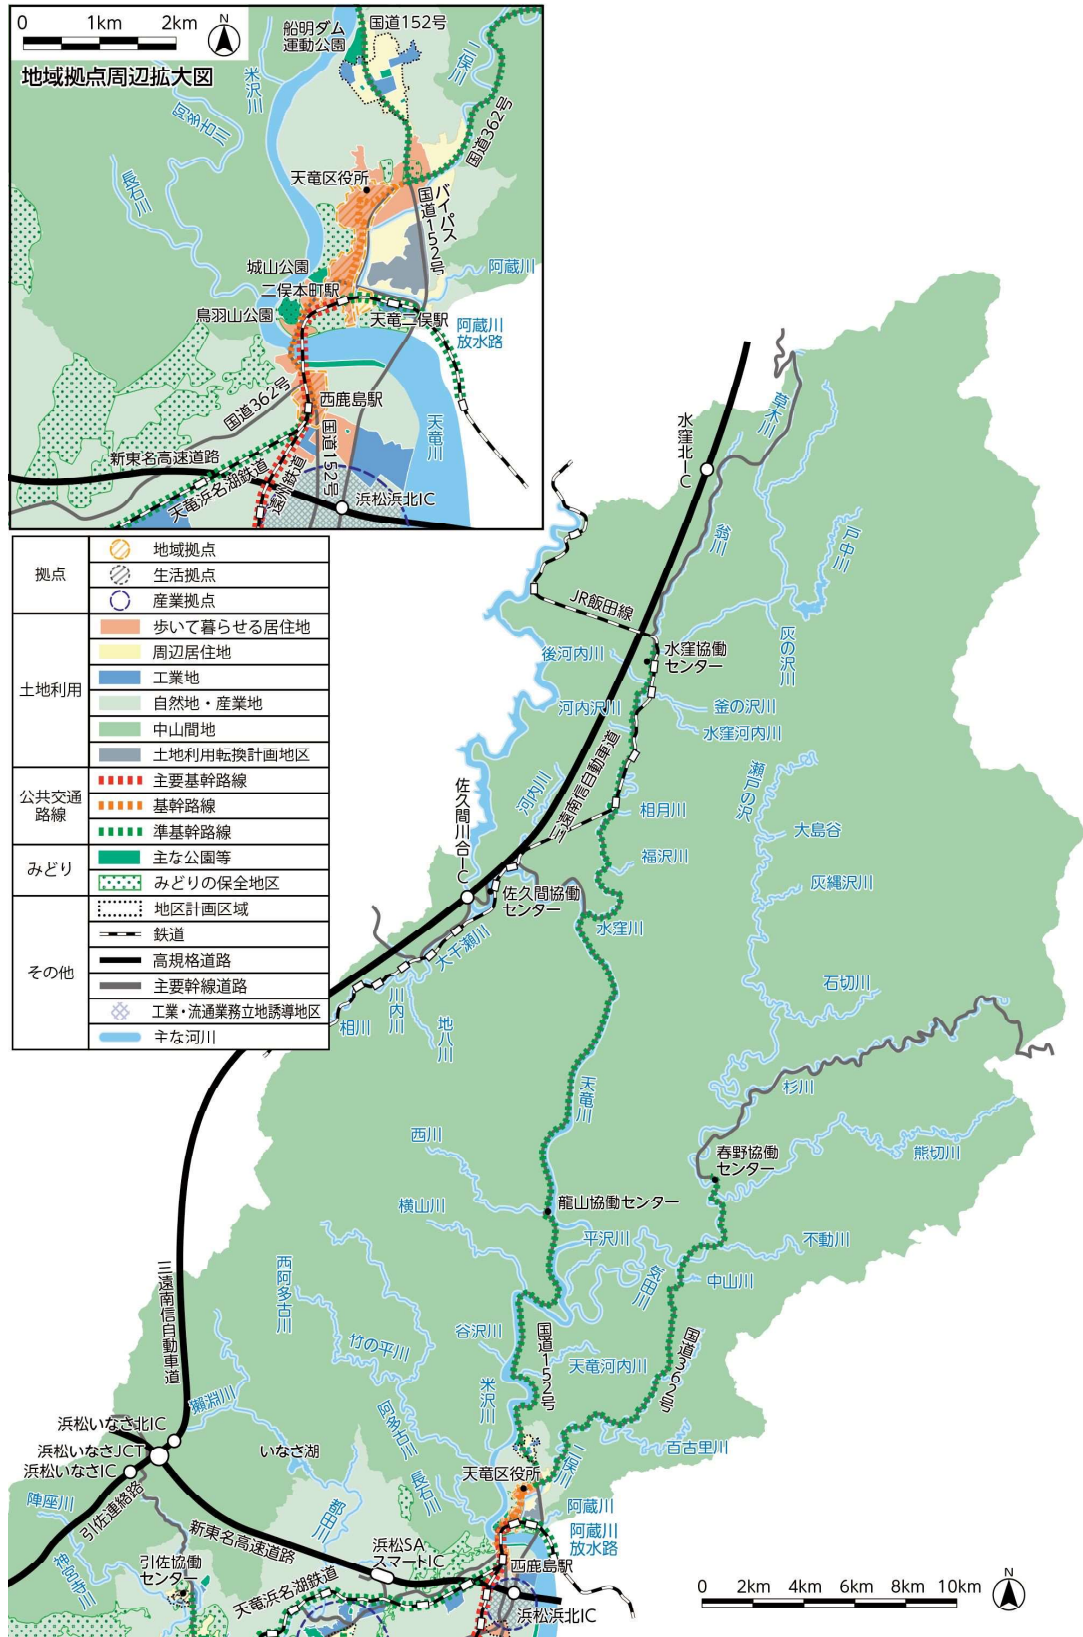 0 1km 2km
N
地域拠点周辺拡大図
船明ダム
運動公園
国道152号
二俣川
米沢川
阿多古川
長石川
国道362号
天竜区役所
国道152号
バイパス
城山公園
二俣本町駅
鳥羽山公園
阿蔵川
天竜二俣駅
阿蔵川
放水路
国道362号
西鹿島駅
天竜川
国道152号
新東名高速道路
天竜浜名湖鉄道
遠州鉄道
浜松浜北IC
拠点
地域拠点
生活拠点
産業拠点
土地利用
歩いて暮らせる居住地
周辺居住地
工業地
自然地・産業地
中山間地
土地利用転換計画地区
公共交通
路線
主要基幹路線
基幹路線
準基幹路線
みどり
主な公園等
みどりの保全地区
その他
地区計画区域
鉄道
高規格道路
主要幹線道路
工業・流通業務立地誘導地区
主な河川
草木川
水窪北IC
翁川
戸中川
JR飯田線
灰の沢川
後河内川
水窪協働
センター
河内沢川
釜の沢川
水窪河内川
三遠南信自動車道
瀬戸の沢
佐久間川合IC
河内川
相月川
大島谷
福沢川
灰縄沢川
佐久間協働
センター
水窪川
大千瀬川
石切川
相川
川内川
地八川
杉川
天竜川
西川
春野協働
センター
熊切川
横山川
龍山協働センター
平沢川
不動川
気田川
中山川
西阿多古川
三遠南信自動車道
谷沢川
国道152号
国道362号
竹の平川
天竜河内川
米沢川
獺淵川
阿多古川
浜松いなさ北IC
浜松いなさJCT
浜松いなさIC
いなさ湖
百古里川
二俣川
天竜区役所
長石川
陣座川
引佐連絡路
都田川
阿蔵川
新東名高速道路
阿蔵川
放水路
浜松SA
スマートIC
神宮寺川
引佐協働
センター
西鹿島駅
天竜浜名湖鉄道
浜松浜北IC
0 2km 4km 6km 8km 10km
N